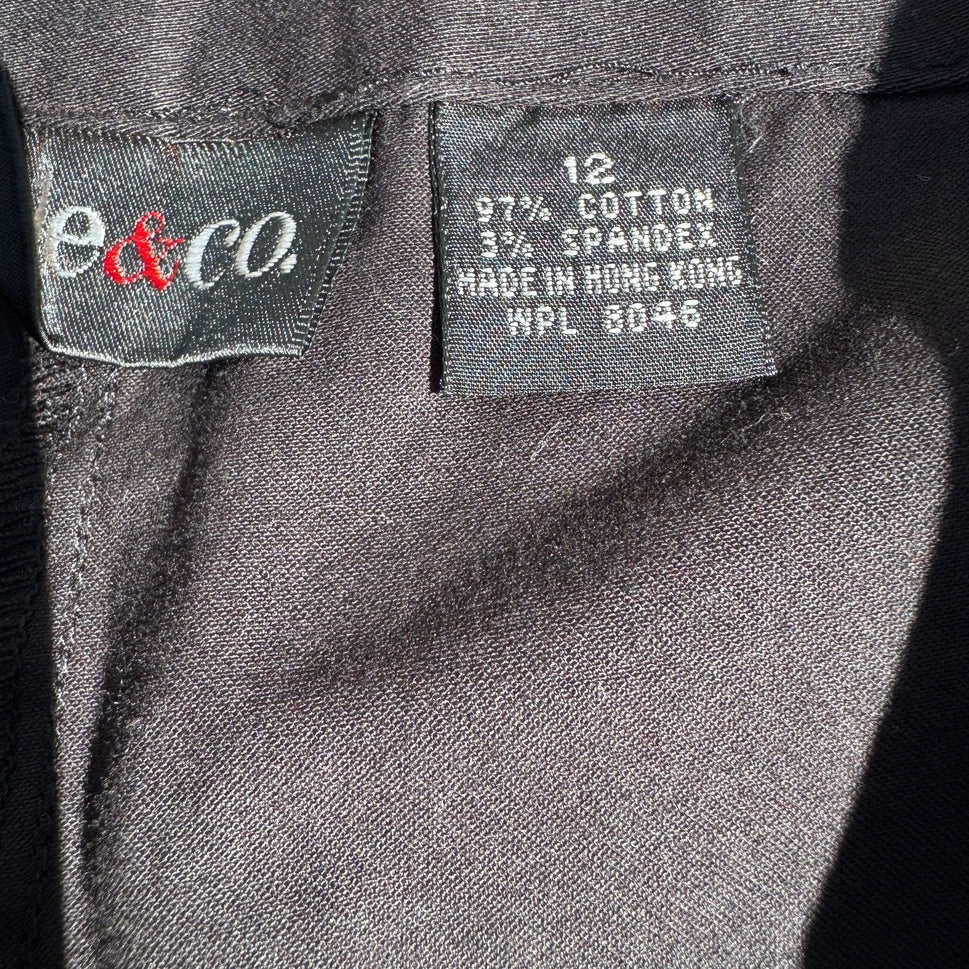 e&co.
12
97% COTTON
3% SPANDEX
MADE IN HONG KONG
WPL 8046